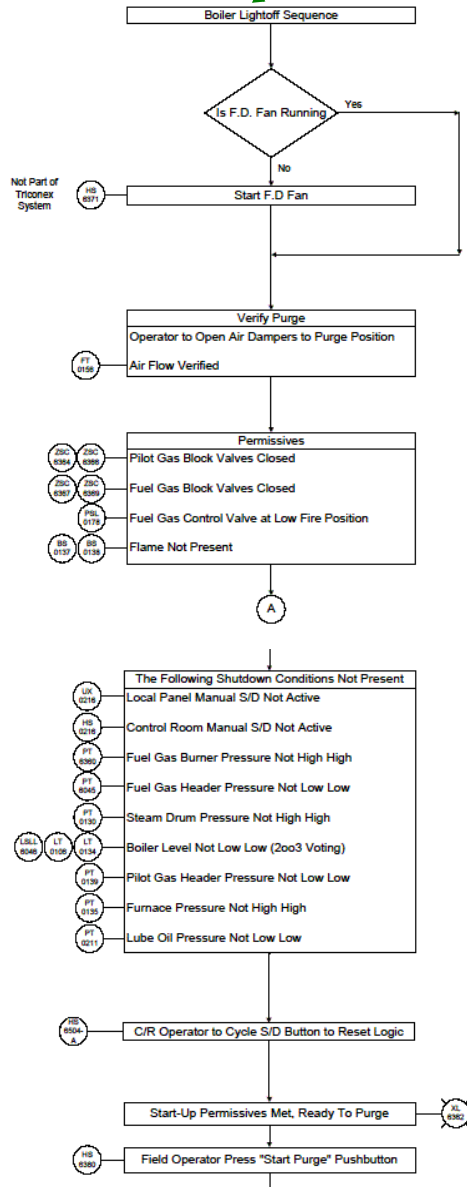 Boiler Lightoff Sequence
Is F.D. Fan Running
Yes
No
Not Part of
Triconex
System
HS
6371
Start F.D Fan
Verify Purge
Operator to Open Air Dampers to Purge Position
FT
0156
Air Flow Verified
Permissives
ZSC
6364
ZSC
6366
Pilot Gas Block Valves Closed
ZSC
6367
ZSC
6369
Fuel Gas Block Valves Closed
PSL
0178
Fuel Gas Control Valve at Low Fire Position
BS
0137
BS
0138
Flame Not Present
A
The Following Shutdown Conditions Not Present
UX
0216
Local Panel Manual S/D Not Active
HS
0216
Control Room Manual S/D Not Active
PT
6360
Fuel Gas Burner Pressure Not High High
PT
6045
Fuel Gas Header Pressure Not Low Low
PT
0130
Steam Drum Pressure Not High High
LSLL
6046
LT
0106
LT
0134
Boiler Level Not Low Low (2oo3 Voting)
PT
0139
Pilot Gas Header Pressure Not Low Low
PT
0135
Furnace Pressure Not High High
PT
0211
Lube Oil Pressure Not Low Low
HS
6504-
A
C/R Operator to Cycle S/D Button to Reset Logic
Start-Up Permissives Met, Ready To Purge
XL
6362
HS
6360
Field Operator Press "Start Purge" Pushbutton